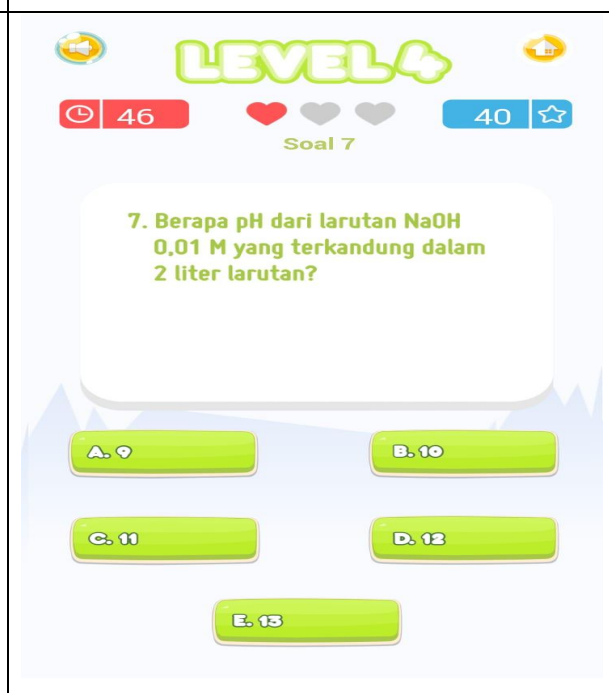 LEVEL 4
46
40
Soal 7
7. Berapa pH dari larutan NaOH
0,01 M yang terkandung dalam
2 liter larutan?
A. 9
B. 10
C. 11
D. 12
E. 13